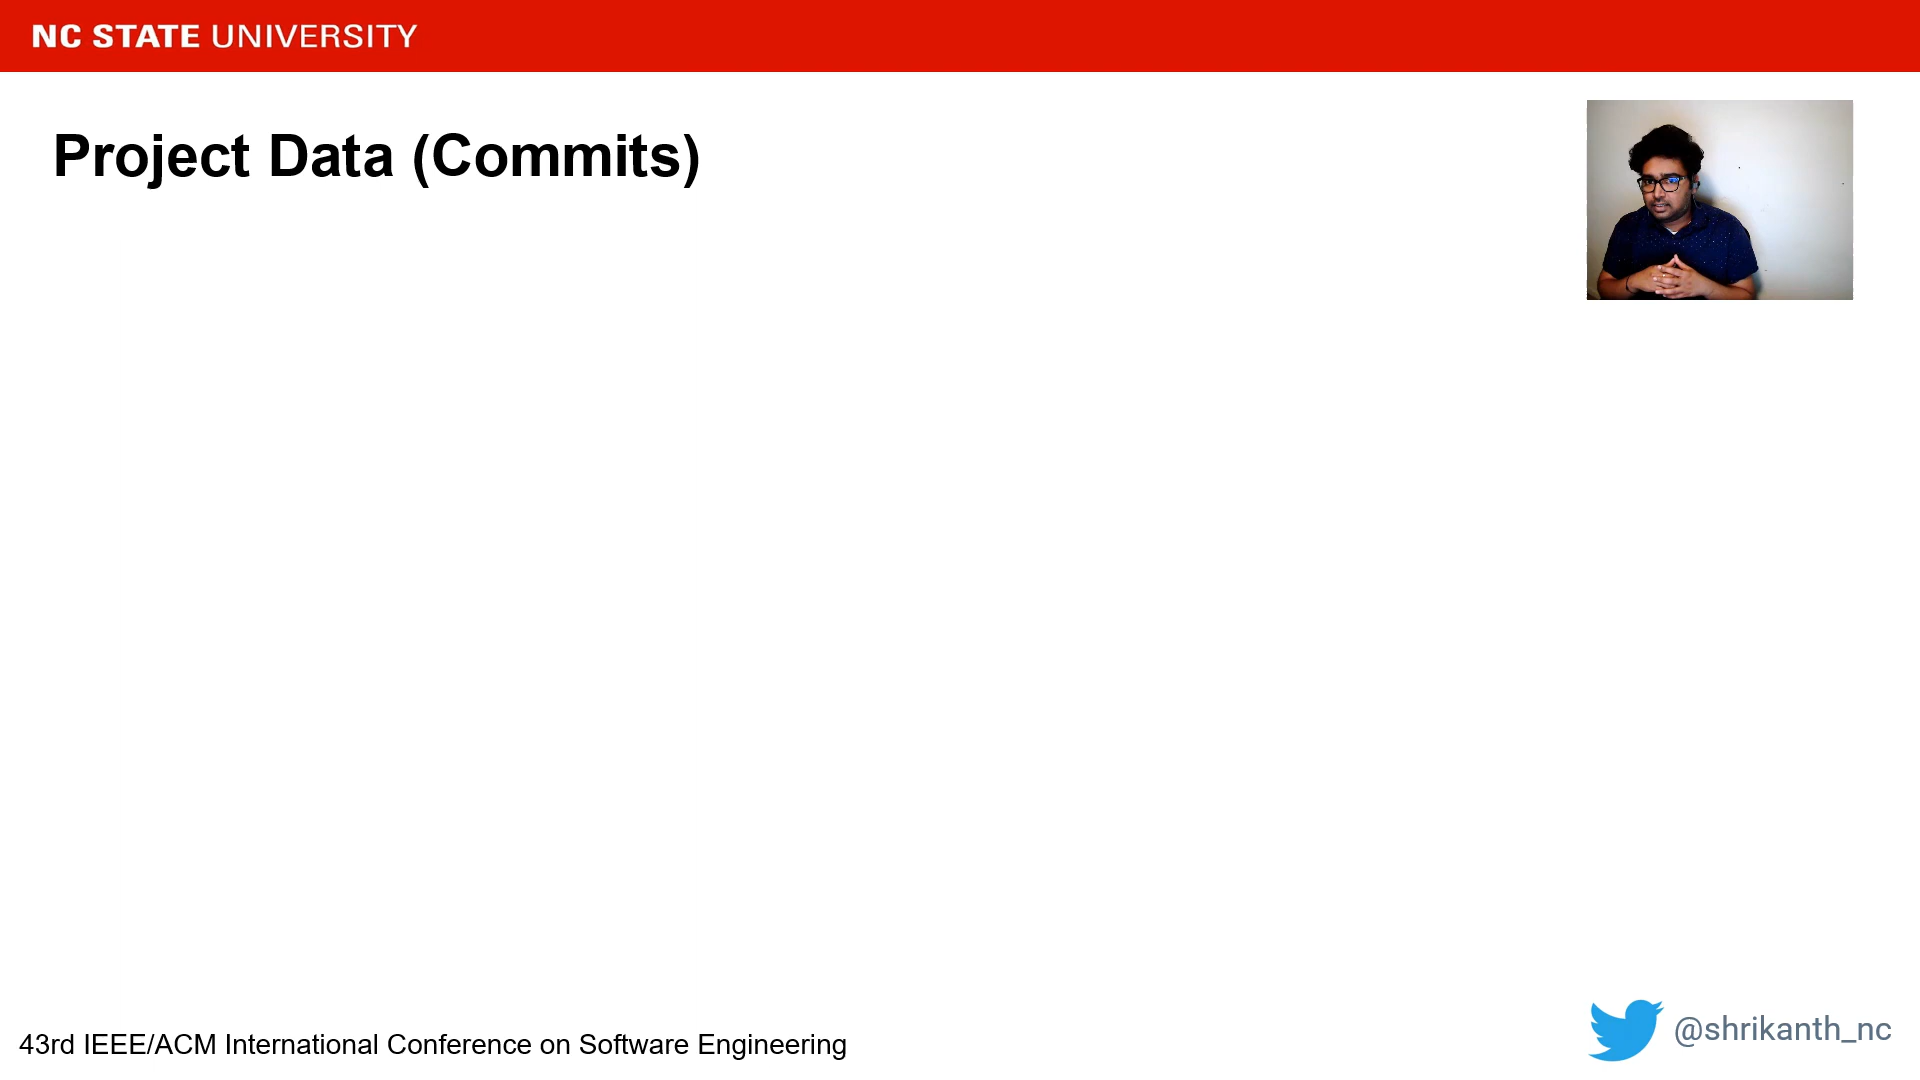 NC STATE UNIVERSITY
Project Data (Commits)
43rd IEEE/ACM International Conference on Software Engineering
@shrikanth_nc